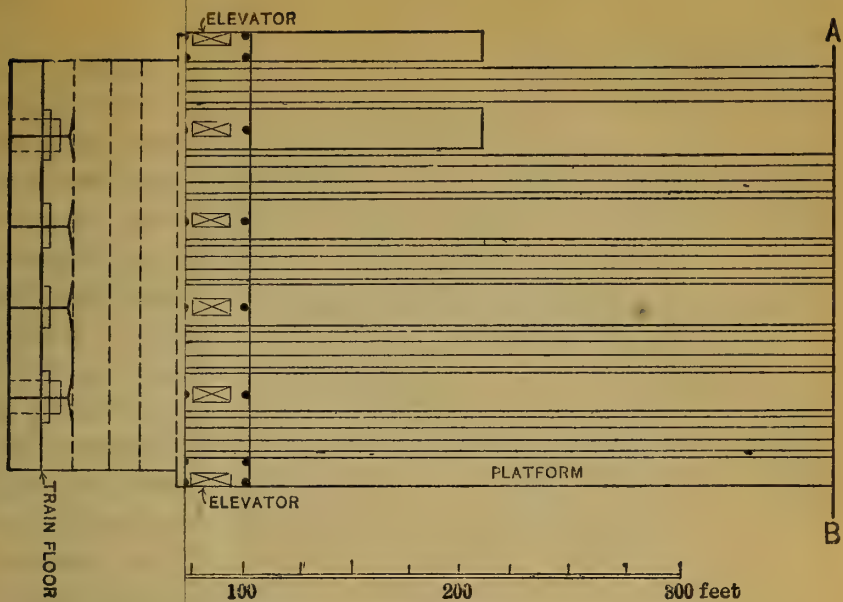 ELEVATOR
A
PLATFORM
ELEVATOR
TRAIN FLOOR
B
100 200 300 feet